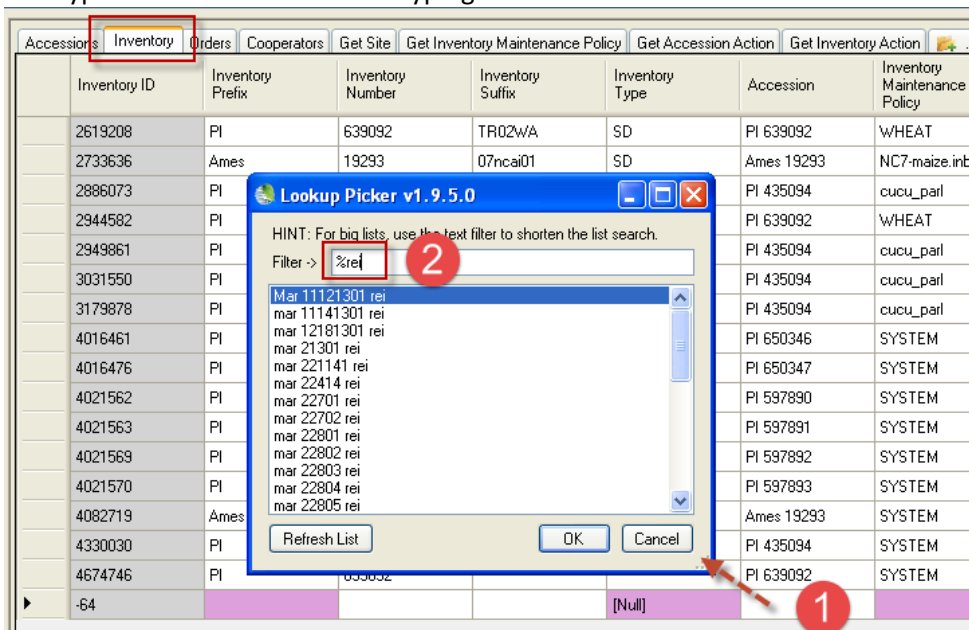 Accessions Inventory Orders Cooperators Get Site Get Inventory Maintenance Policy Get Accession Action Get Inventory Action
Inventory ID Inventory Prefix Inventory Number Inventory Suffix Inventory Type Accession Inventory Maintenance Policy
2619208 PI 639092 TR02WA SD PI 639092 WHEAT
2733636 Ames 19293 07ncai01 SD Ames 19293 NC7-maize.inb
2886073 PI PI 435094 cucu_parl
2944582 PI PI 639092 WHEAT
2949861 PI PI 435094 cucu_parl
3031550 PI PI 435094 cucu_parl
3179878 PI PI 435094 cucu_parl
4016461 PI PI 650346 SYSTEM
4016476 PI PI 650347 SYSTEM
4021562 PI PI 597890 SYSTEM
4021563 PI PI 597891 SYSTEM
4021569 PI PI 597892 SYSTEM
4021570 PI PI 597893 SYSTEM
4082719 Ames Ames 19293 SYSTEM
4330030 PI PI 435094 SYSTEM
4674746 PI PI 639092 SYSTEM
-64 [Null]
Lookup Picker v1.9.5.0
HINT: For big lists, use the text filter to shorten the list search.
Filter -> %rei
2
Mar 11121301 rei
mar 11141301 rei
mar 12181301 rei
mar 21301 rei
mar 221141 rei
mar 22414 rei
mar 22701 rei
mar 22702 rei
mar 22801 rei
mar 22802 rei
mar 22803 rei
mar 22804 rei
mar 22805 rei
Refresh List OK Cancel
1